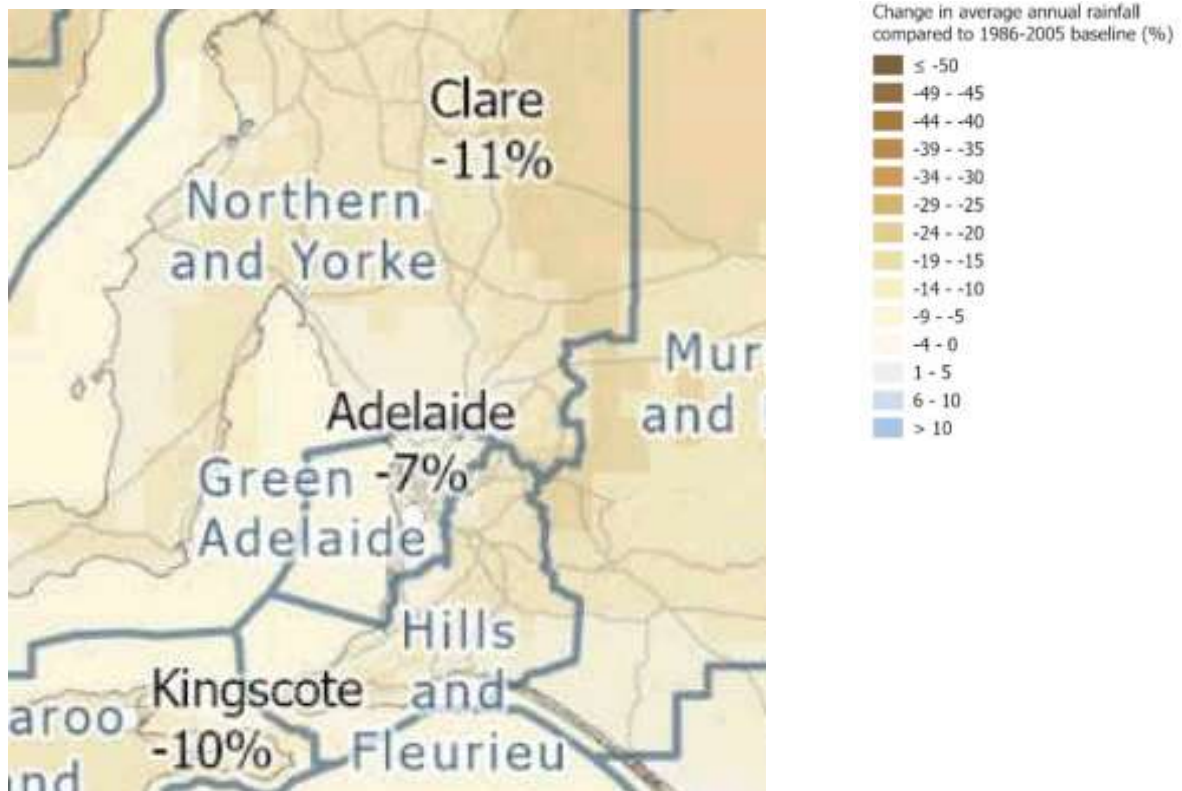 Clare
-11%
Northern
and Yorke
Mur
and
Adelaide
-7%
Green
Adelaide
Hills
and
Fleurieu
Kingscote
-10%
aroo
nd
Change in average annual rainfall
compared to 1986-2005 baseline (%)
≤ -50
-49 - -45
-44 - -40
-39 - -35
-34 - -30
-29 - -25
-24 - -20
-19 - -15
-14 - -10
-9 - -5
-4 - 0
1 - 5
6 - 10
> 10